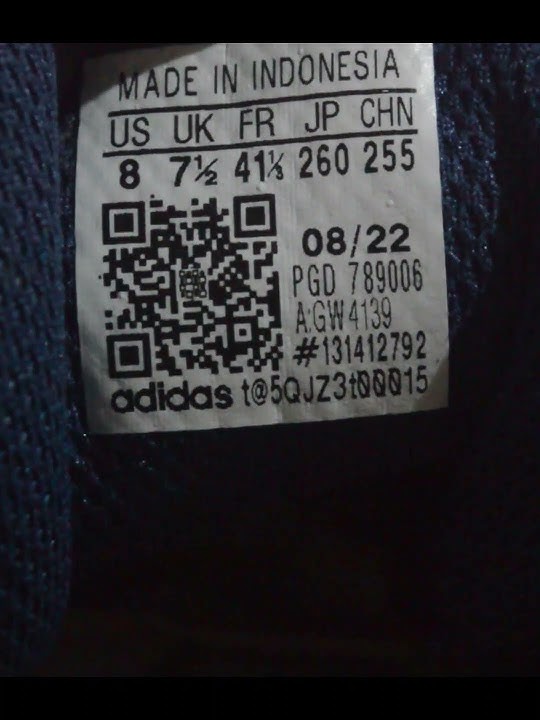 MADE IN INDONESIA
US UK FR JP CHN
8 7½ 41⅓ 260 255
08/22
PGD 789006
A:GW4139
#131412792
adidas t@5QJZ3t00015